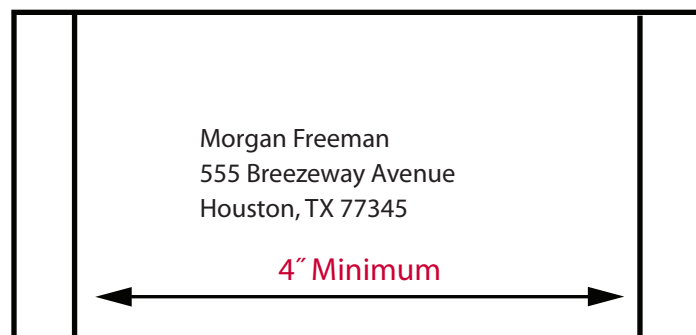 Morgan Freeman
555 Breezeway Avenue
Houston, TX 77345
4˝ Minimum